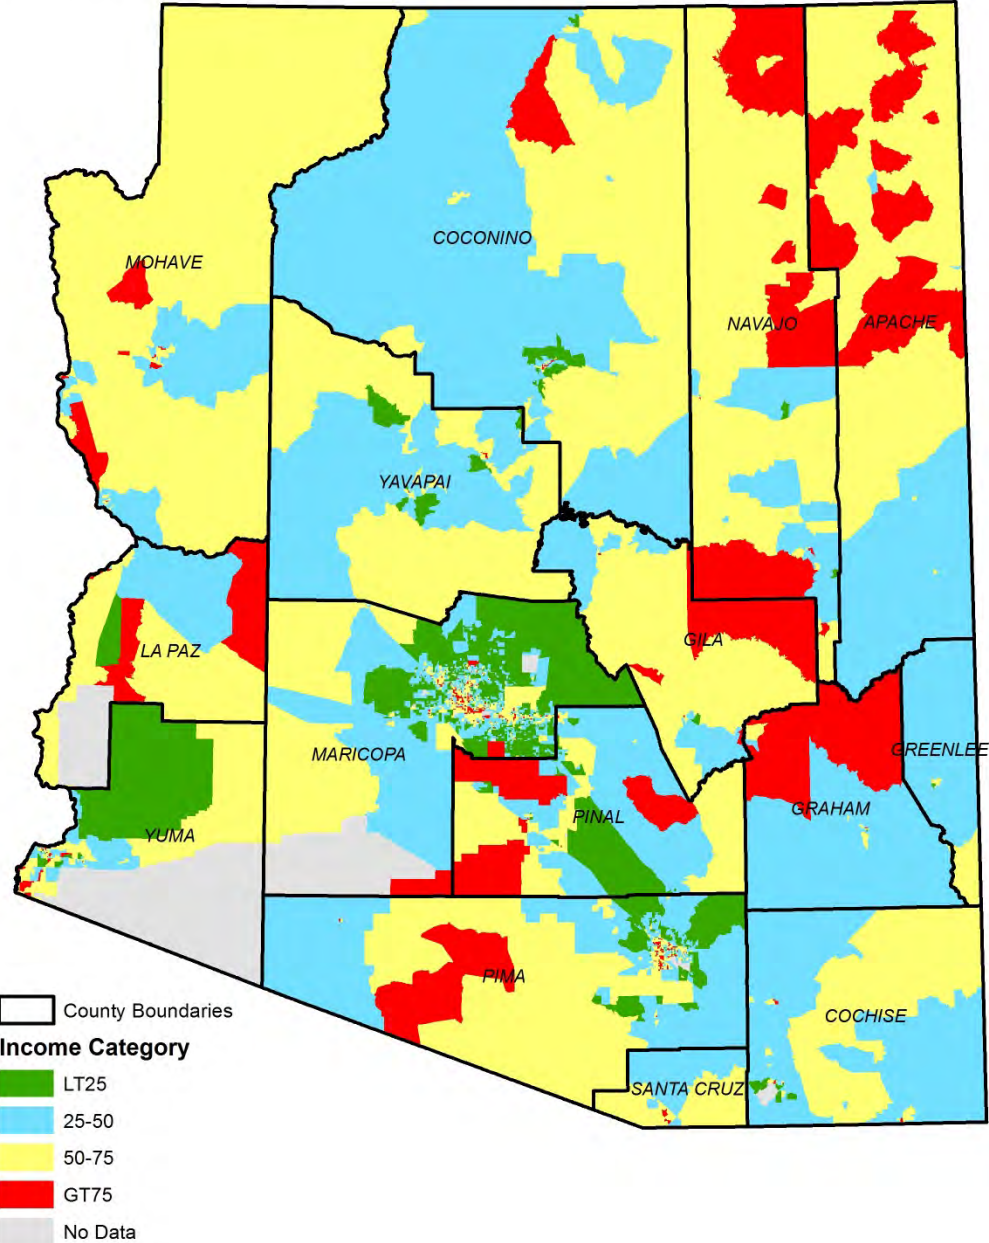 COCONINO
MOHAVE
NAVAJO
APACHE
YAVAPAI
GILA
LA PAZ
MARICOPA
GREENLEE
GRAHAM
PINAL
YUMA
PIMA
COCHISE
SANTA CRUZ
County Boundaries
Income Category
LT25
25-50
50-75
GT75
No Data